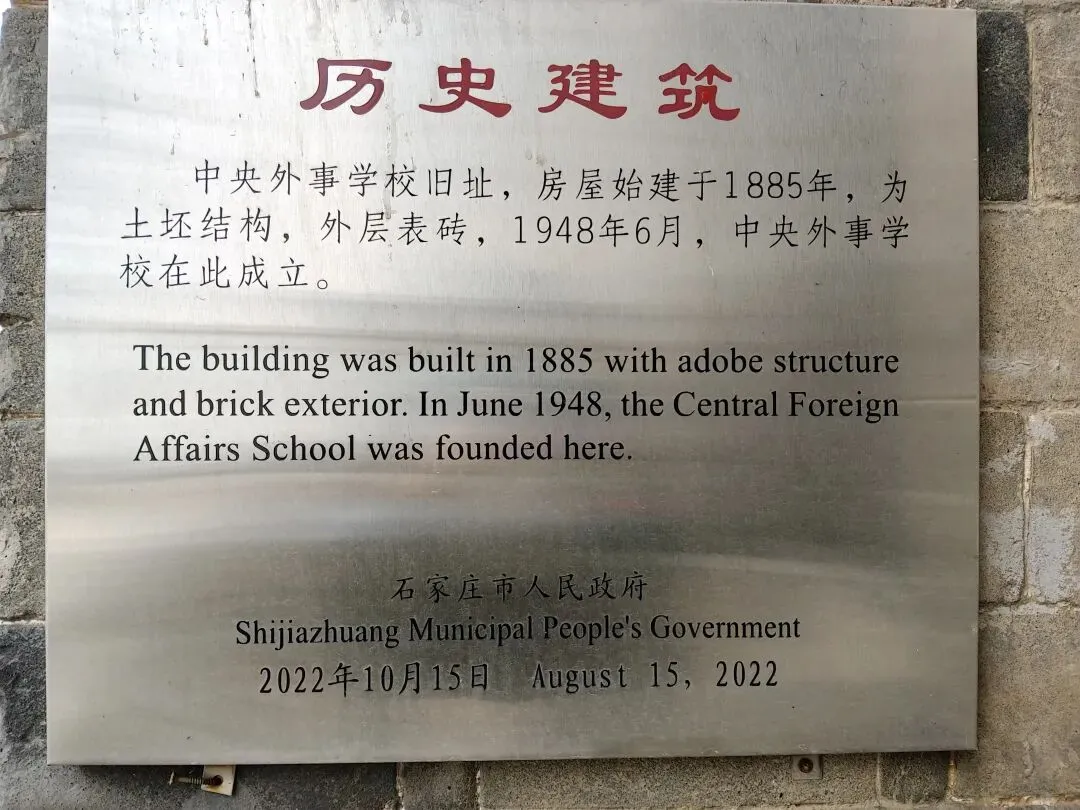 历史建筑
中央外事学校旧址，房屋始建于1885年，为
土坯结构，外层表砖，1948年6月，中央外事学
校在此成立。
The building was built in 1885 with adobe structure
and brick exterior. In June 1948, the Central Foreign
Affairs School was founded here.
石家庄市人民政府
Shijiazhuang Municipal People's Government
2022年10月15日 August 15, 2022